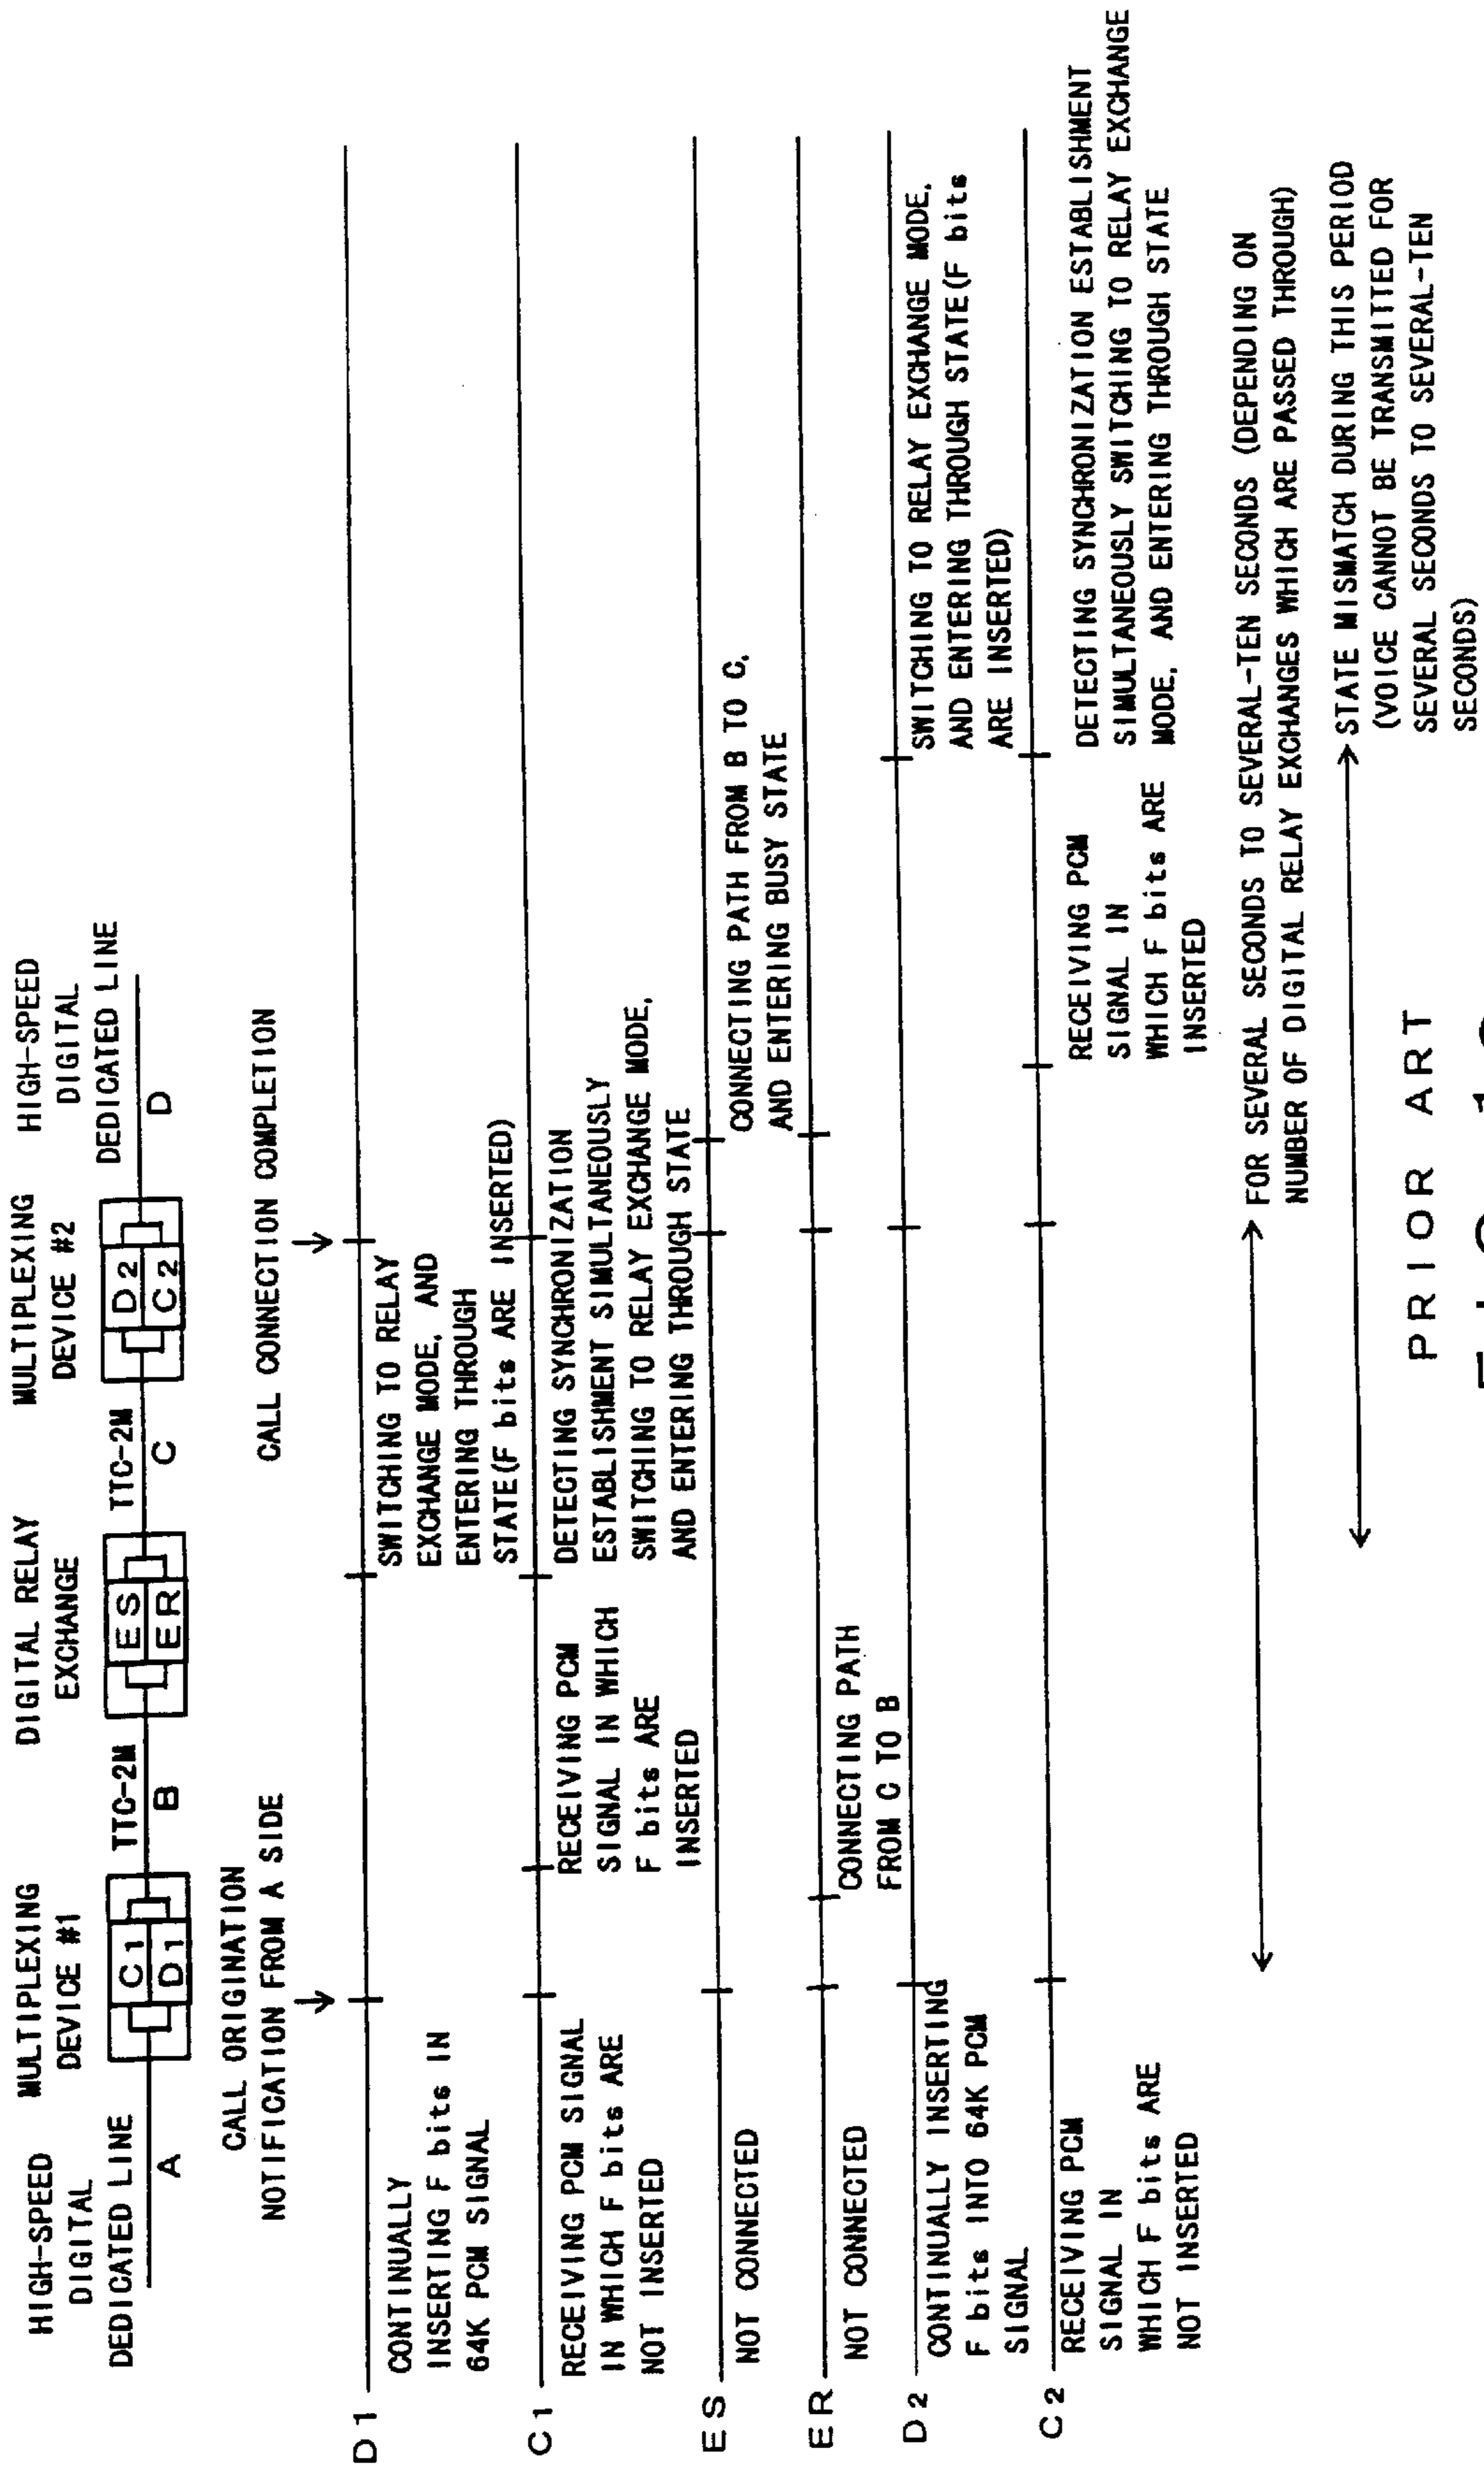 HIGH-SPEED
DIGITAL
DEDICATED LINE
A
MULTIPLEXING
DEVICE #1
C1
D1
TTC-2M
B
DIGITAL RELAY
EXCHANGE
ES
ER
TTC-2M
C
MULTIPLEXING
DEVICE #2
D2
C2
HIGH-SPEED
DIGITAL
DEDICATED LINE
D
CALL ORIGINATION
NOTIFICATION FROM A SIDE
CALL CONNECTION COMPLETION
D1
CONTINUALLY
INSERTING F bits IN
64K PCM SIGNAL
SWITCHING TO RELAY
EXCHANGE MODE, AND
ENTERING THROUGH
STATE(F bits ARE INSERTED)
C1
RECEIVING PCM SIGNAL
IN WHICH F bits ARE
NOT INSERTED
RECEIVING PCM
SIGNAL IN WHICH
F bits ARE
INSERTED
DETECTING SYNCHRONIZATION
ESTABLISHMENT SIMULTANEOUSLY
SWITCHING TO RELAY EXCHANGE MODE,
AND ENTERING THROUGH STATE
ES
NOT CONNECTED
CONNECTING PATH FROM B TO C,
AND ENTERING BUSY STATE
ER
NOT CONNECTED
CONNECTING PATH
FROM C TO B
D2
CONTINUALLY INSERTING
F bits INTO 64K PCM
SIGNAL
SWITCHING TO RELAY EXCHANGE MODE,
AND ENTERING THROUGH STATE(F bits
ARE INSERTED)
C2
RECEIVING PCM
SIGNAL IN
WHICH F bits ARE
NOT INSERTED
RECEIVING PCM
SIGNAL IN
WHICH F bits ARE
INSERTED
DETECTING SYNCHRONIZATION ESTABLISHMENT
SIMULTANEOUSLY SWITCHING TO RELAY EXCHANGE
MODE, AND ENTERING THROUGH STATE
FOR SEVERAL SECONDS TO SEVERAL-TEN SECONDS (DEPENDING ON
NUMBER OF DIGITAL RELAY EXCHANGES WHICH ARE PASSED THROUGH)
STATE MISMATCH DURING THIS PERIOD
(VOICE CANNOT BE TRANSMITTED FOR
SEVERAL SECONDS TO SEVERAL-TEN
SECONDS)
PRIOR ART